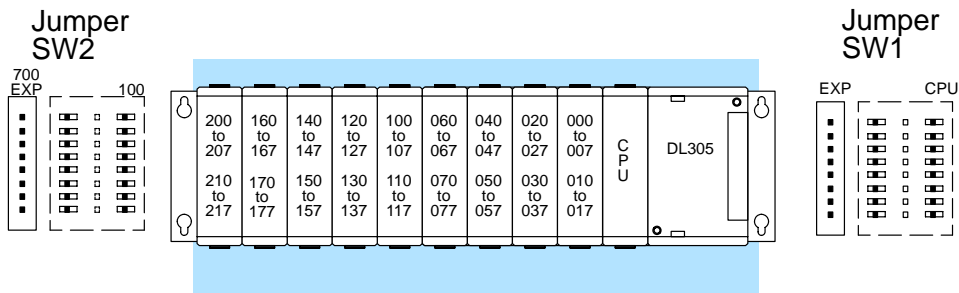 Jumper
SW2
700
EXP
100
200
to
207
210
to
217
160
to
167
170
to
177
140
to
147
150
to
157
120
to
127
130
to
137
100
to
107
110
to
117
060
to
067
070
to
077
040
to
047
050
to
057
020
to
027
030
to
037
000
to
007
010
to
017
C
P
U
DL305
Jumper
SW1
EXP
CPU